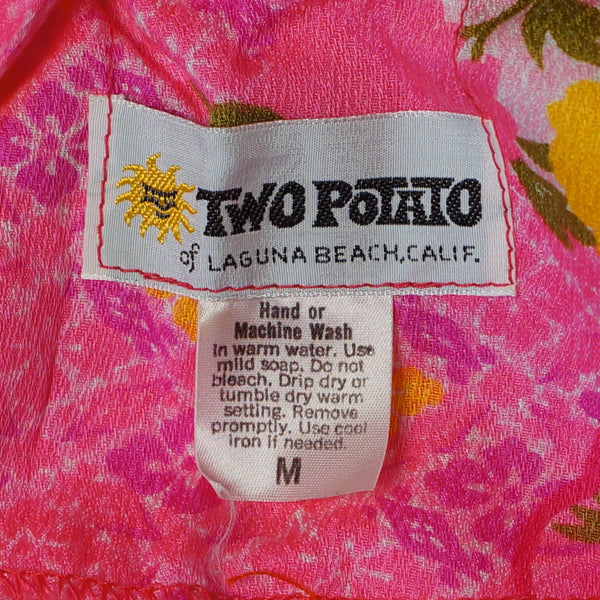 TWO POTATO
of LAGUNA BEACH, CALIF.
Hand or
Machine Wash
In warm water. Use
mild soap. Do not
bleach. Drip dry or
tumble dry warm
setting. Remove
promptly. Use cool
iron if needed.
M